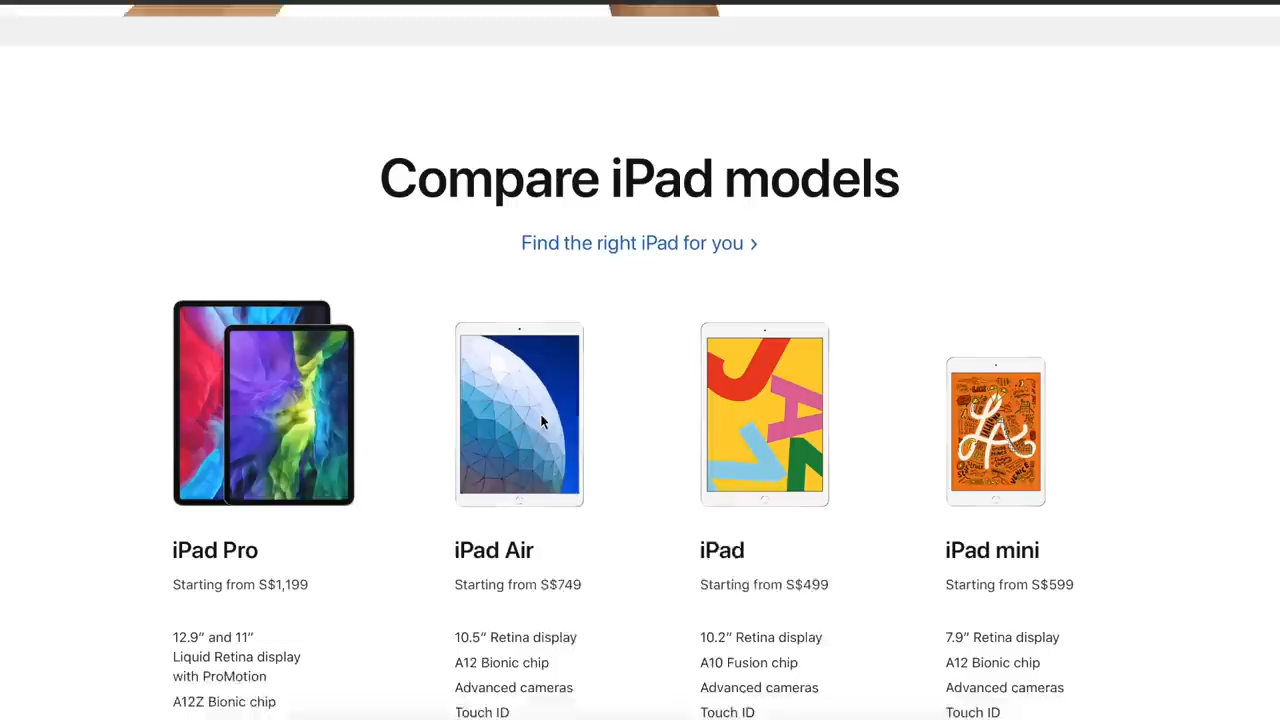 Compare iPad models
Find the right iPad for you ›
iPad Pro
Starting from S$1,199
12.9” and 11”
Liquid Retina display
with ProMotion
A12Z Bionic chip
iPad Air
Starting from S$749
10.5” Retina display
A12 Bionic chip
Advanced cameras
Touch ID
iPad
Starting from S$499
10.2” Retina display
A10 Fusion chip
Advanced cameras
Touch ID
iPad mini
Starting from S$599
7.9” Retina display
A12 Bionic chip
Advanced cameras
Touch ID